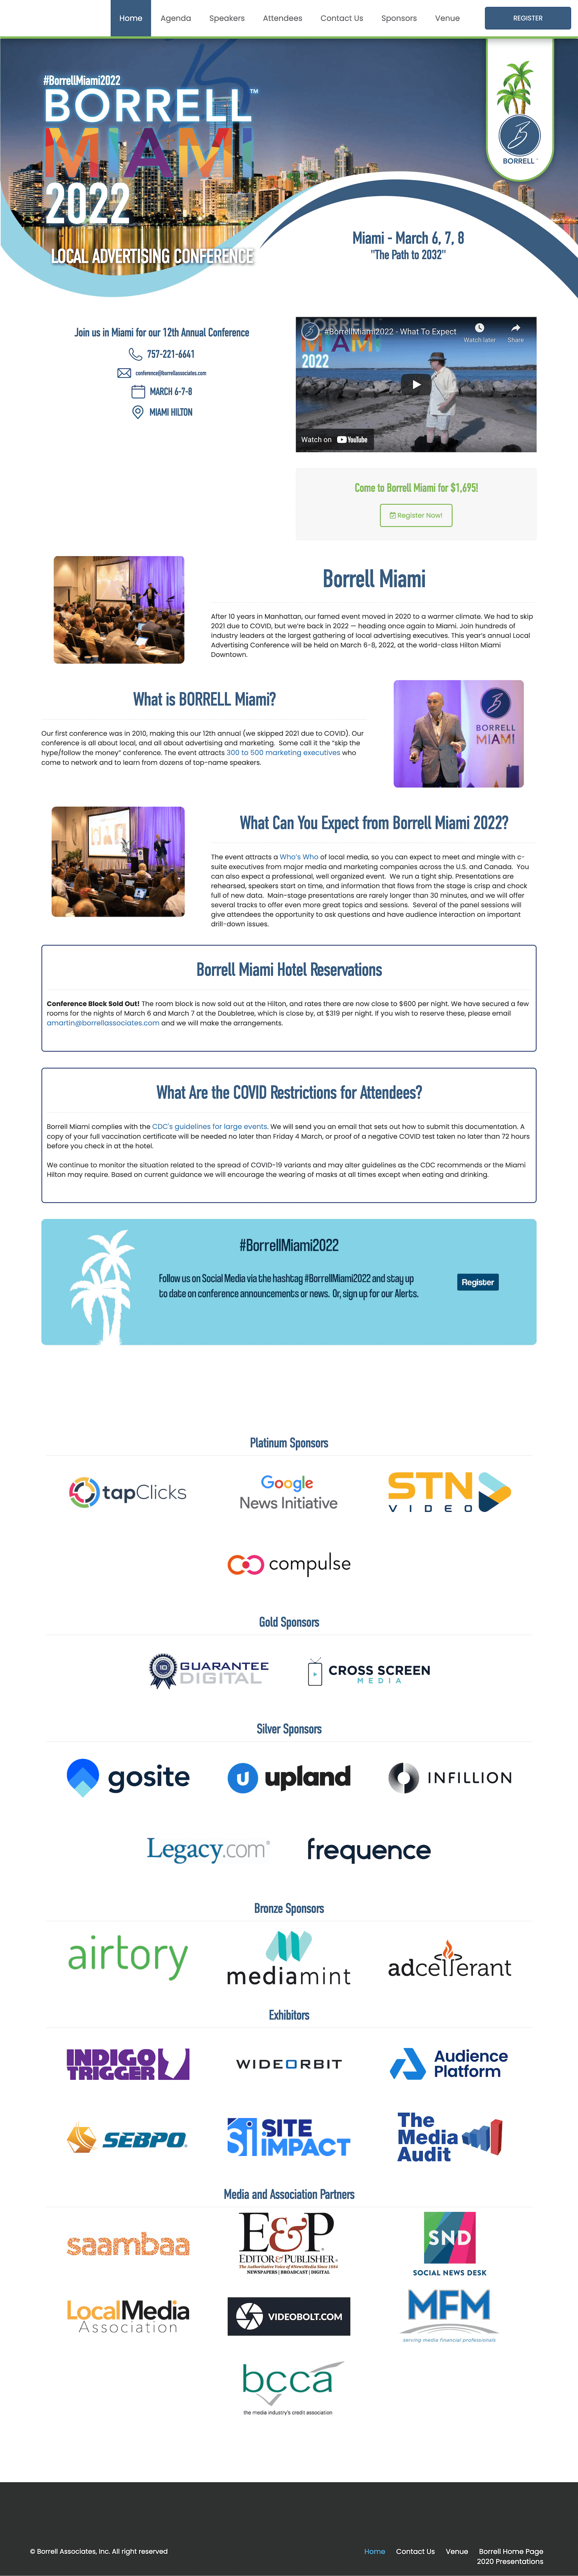 Home Agenda Speakers Attendees Contact Us Sponsors Venue REGISTER
#BorrellMiami2022
BORRELL™
MIAMI
2022
LOCAL ADVERTISING CONFERENCE
BORRELL
Miami - March 6, 7, 8
"The Path to 2032"
Join us in Miami for our 12th Annual Conference
757-221-6641
conference@borrellassociates.com
MARCH 6-7-8
MIAMI HILTON
#BorrellMiami2022 - What To Expect
Watch later Share
BORRELL
MIAMI
2022
Watch on YouTube
Come to Borrell Miami for $1,695!
Register Now!
Borrell Miami
After 10 years in Manhattan, our famed event moved in 2020 to a warmer climate. We had to skip
2021 due to COVID, but we're back in 2022 — heading once again to Miami. Join hundreds of
industry leaders at the largest gathering of local advertising executives. This year's annual Local
Advertising Conference will be held on March 6-8, 2022, at the world-class Hilton Miami
Downtown.
What is BORRELL Miami?
Our first conference was in 2010, making this our 12th annual (we skipped 2021 due to COVID). Our
conference is all about local, and all about advertising and marketing. Some call it the "skip the
hype/follow the money" conference. The event attracts 300 to 500 marketing executives who
come to network and to learn from dozens of top-name speakers.
BORRELL
MIAMI
What Can You Expect from Borrell Miami 2022?
The event attracts a Who's Who of local media, so you can expect to meet and mingle with c-
suite executives from major media and marketing companies across the U.S. and Canada. You
can also expect a professional, well organized event. We run a tight ship. Presentations are
rehearsed, speakers start on time, and information that flows from the stage is crisp and chock
full of new data. Main-stage presentations are rarely longer than 30 minutes, and we will offer
several tracks to offer even more great topics and sessions. Several of the panel sessions will
give attendees the opportunity to ask questions and have audience interaction on important
drill-down issues.
Borrell Miami Hotel Reservations
Conference Block Sold Out! The room block is now sold out at the Hilton, and rates there are now close to $600 per night. We have secured a few
rooms for the nights of March 6 and March 7 at the Doubletree, which is close by, at $319 per night. If you wish to reserve these, please email
amartin@borrellassociates.com and we will make the arrangements.
What Are the COVID Restrictions for Attendees?
Borrell Miami complies with the CDC's guidelines for large events. We will send you an email that sets out how to submit this documentation. A
copy of your full vaccination certificate will be needed no later than Friday 4 March, or proof of a negative COVID test taken no later than 72 hours
before you check in at the hotel.
We continue to monitor the situation related to the spread of COVID-19 variants and may alter guidelines as the CDC recommends or the Miami
Hilton may require. Based on current guidance we will encourage the wearing of masks at all times except when eating and drinking.
#BorrellMiami2022
Follow us on Social Media via the hashtag #BorrellMiami2022 and stay up
to date on conference announcements or news. Or, sign up for our Alerts.
Register
Platinum Sponsors
tapClicks
Google
News Initiative
STN
VIDEO
compulse
Gold Sponsors
GUARANTEE
DIGITAL
CROSS SCREEN
MEDIA
Silver Sponsors
gosite
upland
INFILLION
Legacy.com®
frequence
Bronze Sponsors
airtory
mediamint
adcellerant
Exhibitors
INDIGO
TRIGGER
WIDEORBIT
Audience
Platform
SEBPO
SITE
IMPACT
The
Media
Audit
Media and Association Partners
saambaa
E&P
EDITOR & PUBLISHER®
The Authoritative Voice of #NewsMedia Since 1884
NEWSPAPERS | BROADCAST | DIGITAL
SND
SOCIAL NEWS DESK
LocalMedia
Association
VIDEOBOLT.COM
MFM
serving media financial professionals
bcca
the media industry's credit association
© Borrell Associates, Inc. All right reserved
Home Contact Us Venue Borrell Home Page
2020 Presentations